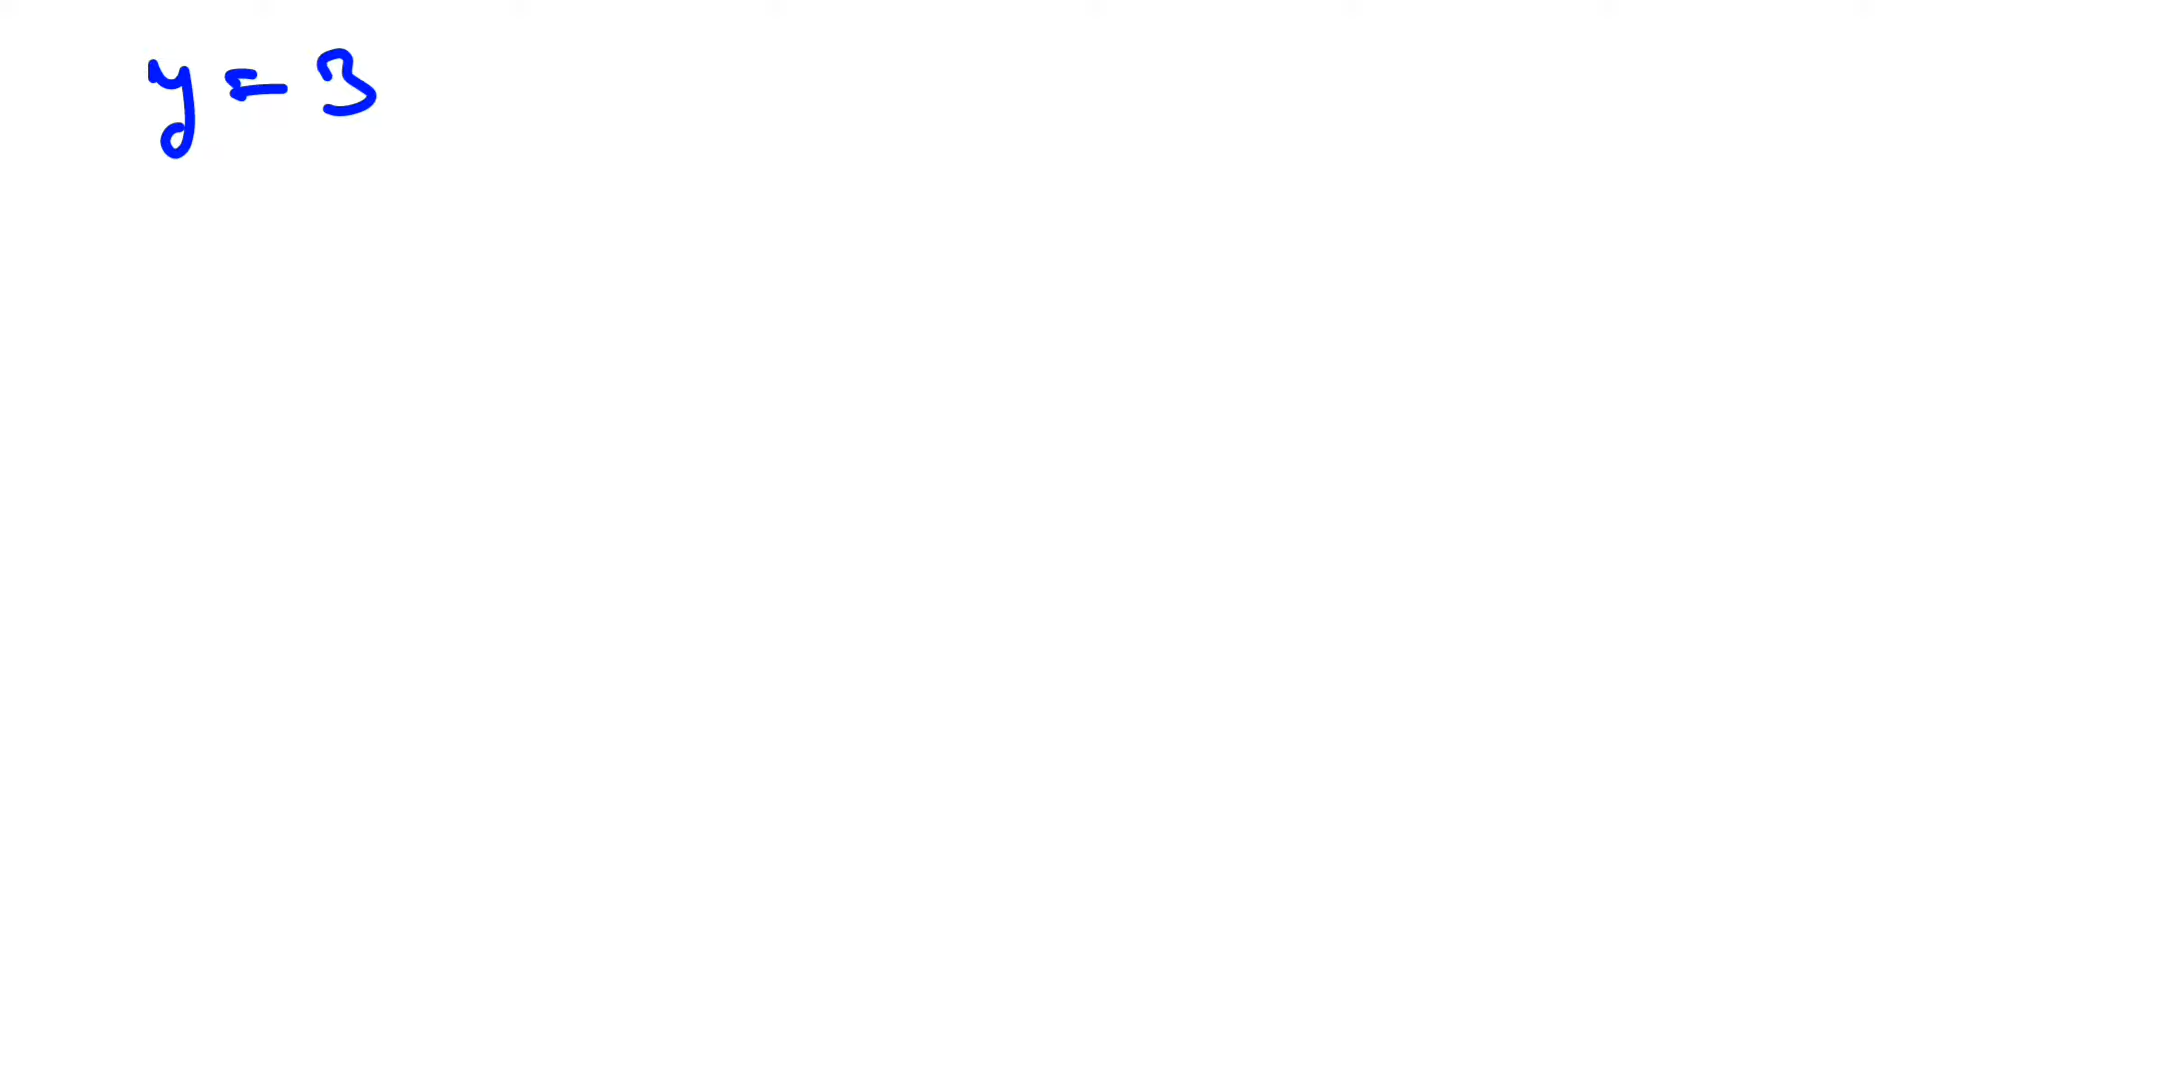 y = 3